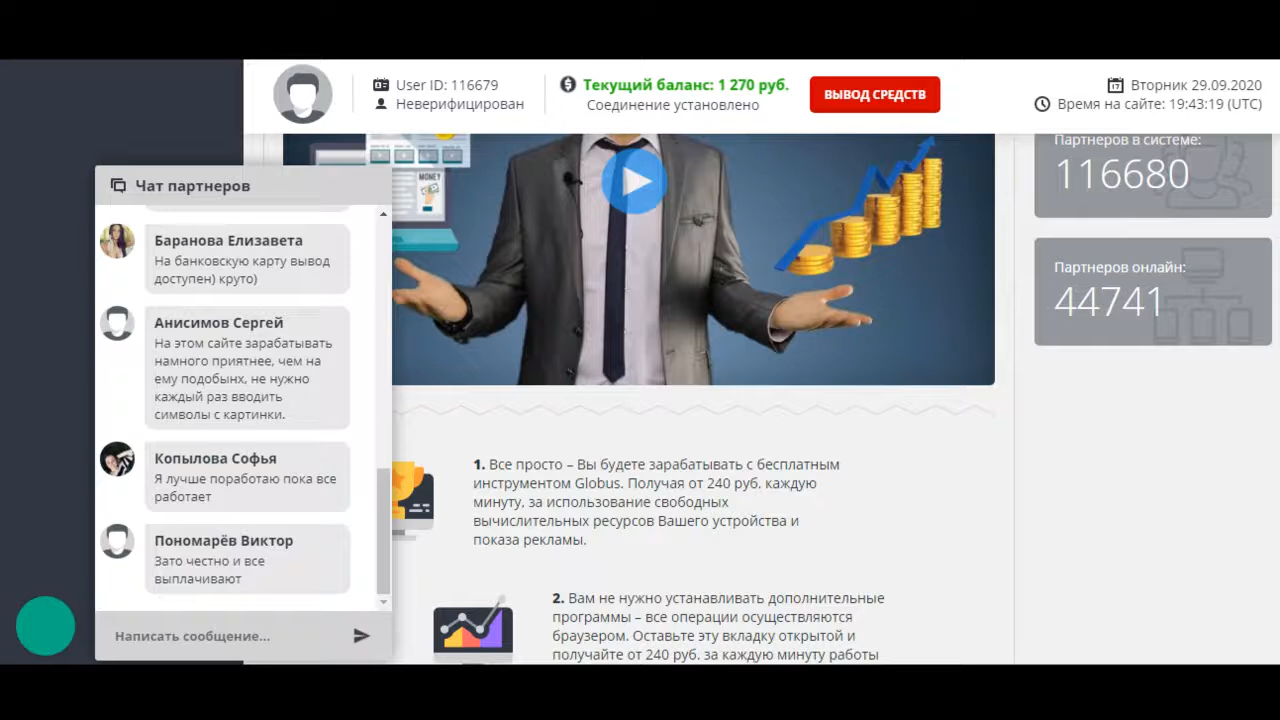 User ID: 116679
Неверифицирован
Текущий баланс: 1 270 руб.
Соединение установлено
ВЫВОД СРЕДСТВ
Вторник 29.09.2020
Время на сайте: 19:43:19 (UTC)
Партнеров в системе:
116680
Партнеров онлайн:
44741
MONEY
Чат партнеров
Баранова Елизавета
На банковскую карту вывод
доступен) круто)
Анисимов Сергей
На этом сайте зарабатывать
намного приятнее, чем на
ему подобынх, не нужно
каждый раз вводить
символы с картинки.
Копылова Софья
Я лучше поработаю пока все
работает
Пономарёв Виктор
Зато честно и все
выплачивают
Написать сообщение...
1. Все просто – Вы будете зарабатывать с бесплатным
инструментом Globus. Получая от 240 руб. каждую
минуту, за использование свободных
вычислительных ресурсов Вашего устройства и
показа рекламы.
2. Вам не нужно устанавливать дополнительные
программы – все операции осуществляются
браузером. Оставьте эту вкладку открытой и
получайте от 240 руб. за каждую минуту работы